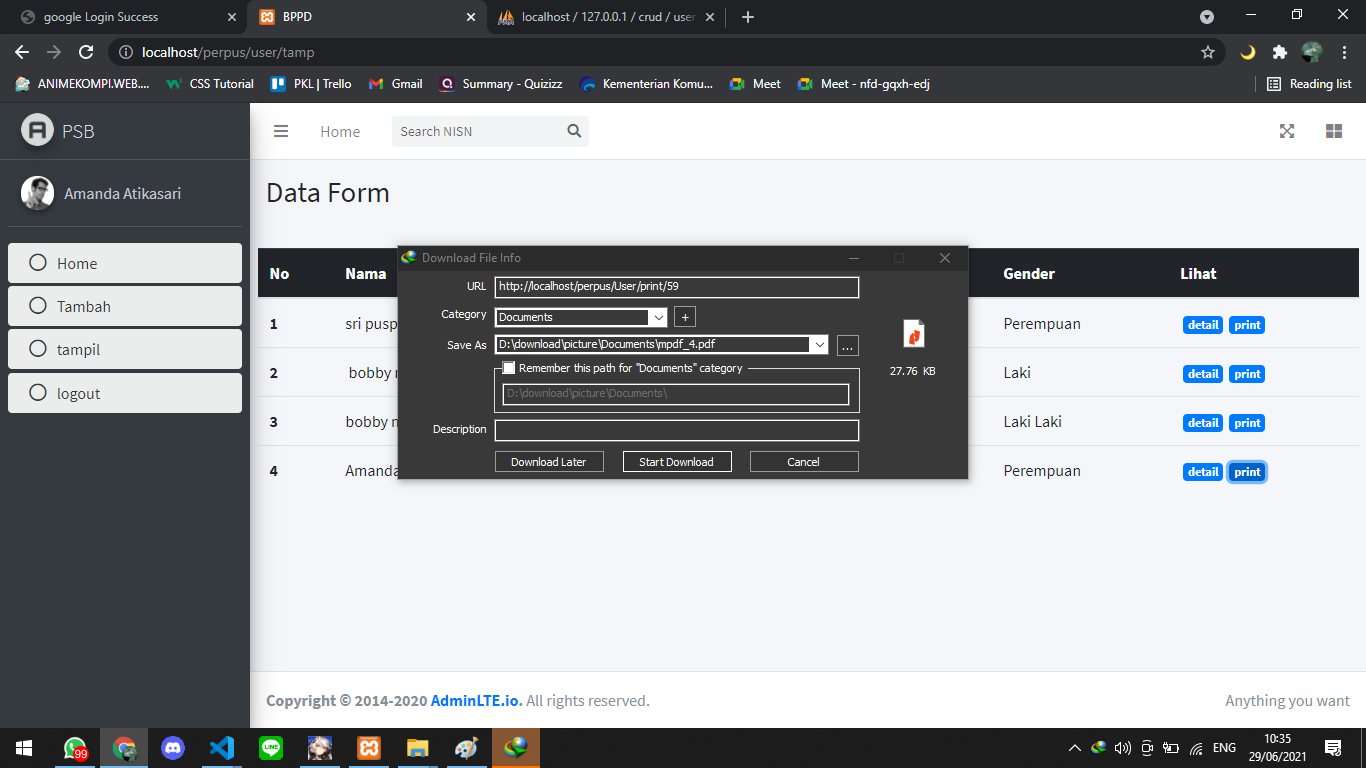 google Login Success
BPPD
localhost / 127.0.0.1 / crud / user
localhost/perpus/user/tamp
ANIMEKOMPI.WEB....
CSS Tutorial
PKL | Trello
Gmail
Summary - Quizizz
Kementerian Komu...
Meet
Meet - nfd-gqxh-edj
Reading list
PSB
Home
Search NISN
Amanda Atikasari
Home
Tambah
tampil
logout
Data Form
No Nama Gender Lihat
1 sri pusp Perempuan detail print
2 bobby Laki detail print
3 bobby Laki Laki detail print
4 Amanda Perempuan detail print
Download File Info
URL http://localhost/perpus/User/print/59
Category Documents +
Save As D:\download\picture\Documents\mpdf_4.pdf ...
27.76 KB
Remember this path for "Documents" category
D:\download\picture\Documents\
Description
Download Later Start Download Cancel
Copyright © 2014-2020 AdminLTE.io. All rights reserved.
Anything you want
99
ENG
10:35
29/06/2021